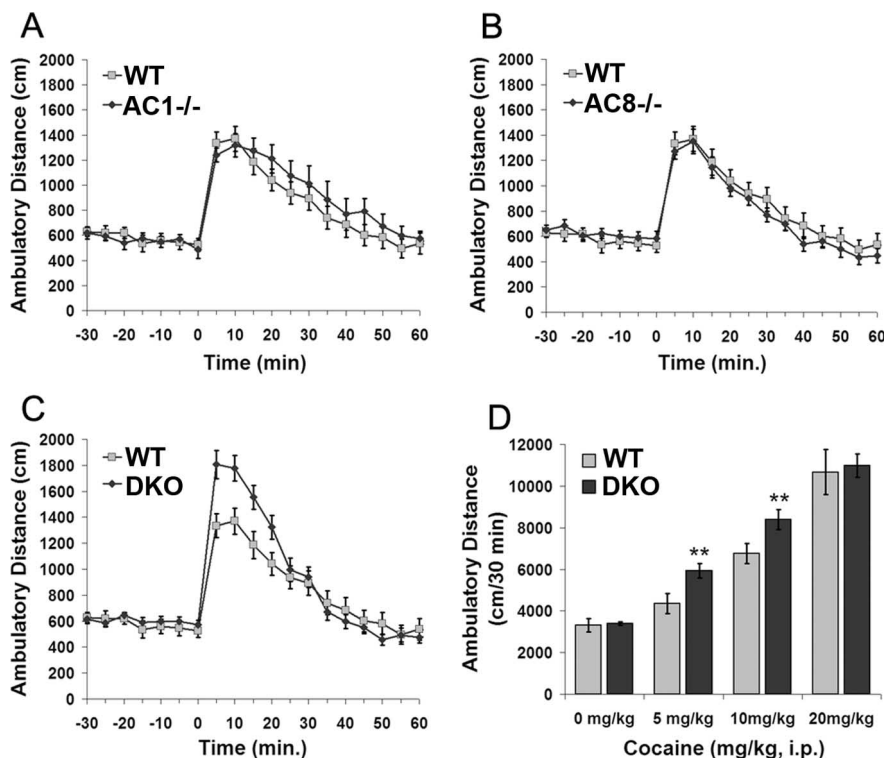 A
Ambulatory Distance (cm)
2000
1800
1600
1400
1200
1000
800
600
400
200
0
WT
AC1-/-
-30 -20 -10 0 10 20 30 40 50 60
Time (min)
B
Ambulatory Distance (cm)
2000
1800
1600
1400
1200
1000
800
600
400
200
0
WT
AC8-/-
-30 -20 -10 0 10 20 30 40 50 60
Time (min.)
C
Ambulatory Distance (cm)
2000
1800
1600
1400
1200
1000
800
600
400
200
0
WT
DKO
-30 -20 -10 0 10 20 30 40 50 60
Time (min.)
D
Ambulatory Distance
(cm/30 min)
12000
10000
8000
6000
4000
2000
0
WT
DKO
**
**
0 mg/kg 5 mg/kg 10mg/kg 20mg/kg
Cocaine (mg/kg, i.p.)